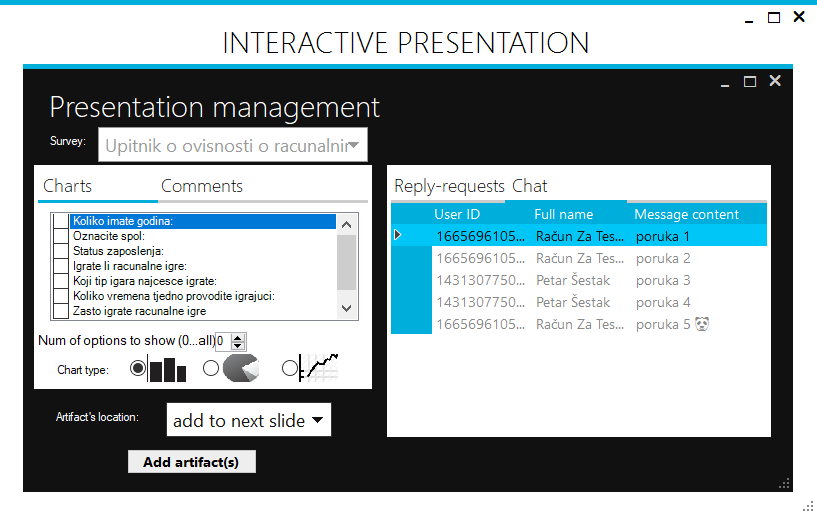 INTERACTIVE PRESENTATION
Presentation management
Survey: Upitnik o ovisnosti o racunalnir
Charts Comments
Koliko imate godina:
Oznacite spol:
Status zaposlenja:
Igrate li racunalne igre:
Koji tip igara najcesce igrate:
Koliko vremena tjedno provodite igrajuci:
Zasto igrate racunalne igre
Num of options to show (0...all) 0
Chart type:
Artifact's location: add to next slide
Add artifact(s)
Reply-requests Chat
User ID Full name Message content
1665696105... Račun Za Tes... poruka 1
1665696105... Račun Za Tes... poruka 2
1431307750... Petar Šestak poruka 3
1431307750... Petar Šestak poruka 4
1665696105... Račun Za Tes... poruka 5 🐼